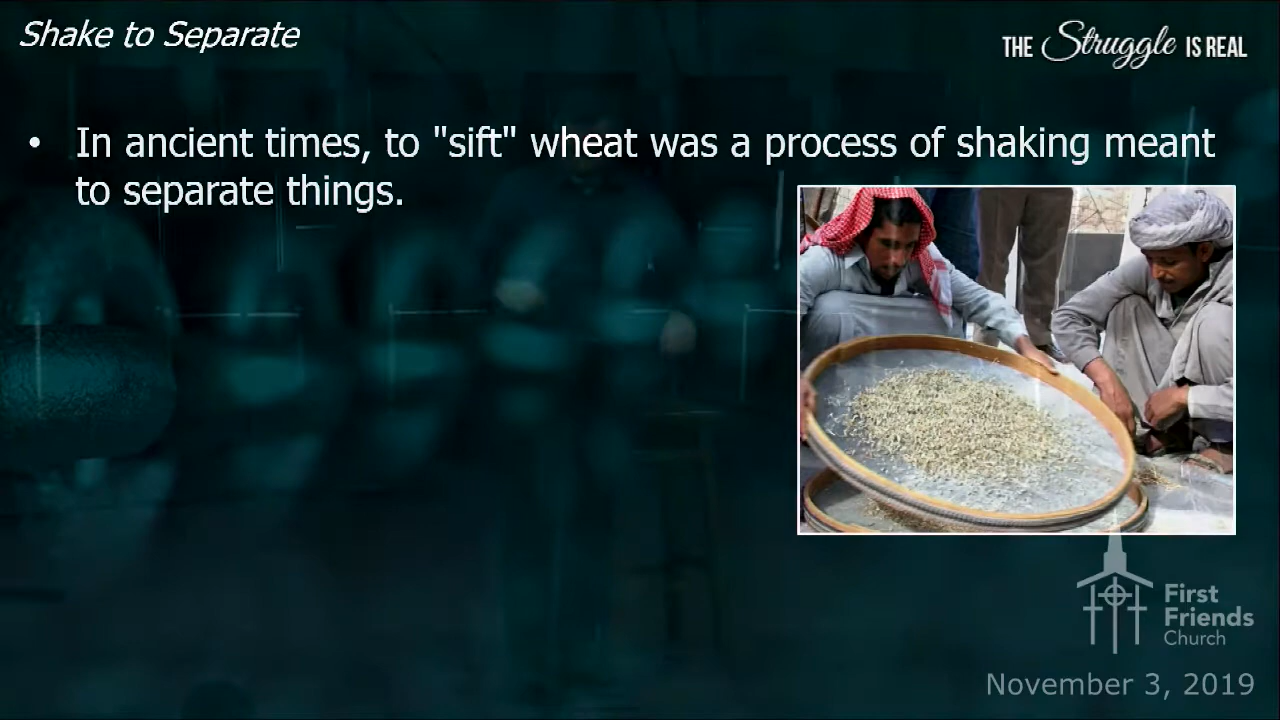 Shake to Separate
THE Struggle IS REAL
• In ancient times, to "sift" wheat was a process of shaking meant
to separate things.
First
Friends
Church
November 3, 2019